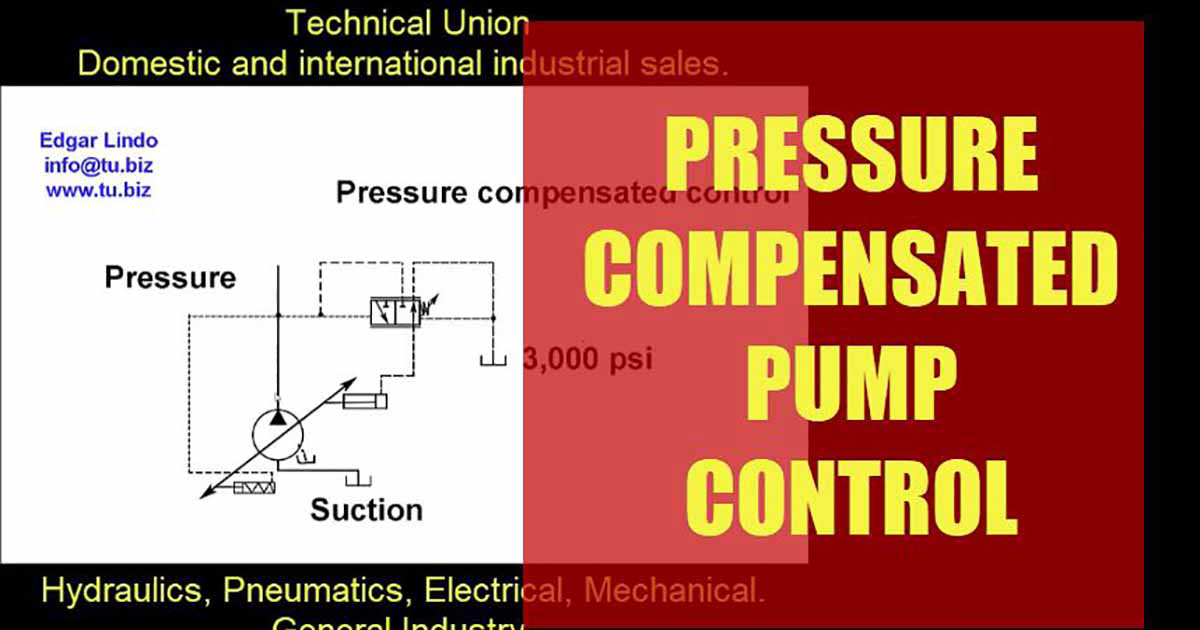 Technical Union
Domestic and international industrial sales.
Edgar Lindo
info@tu.biz
www.tu.biz
Pressure compensated control
Pressure
3,000 psi
Suction
Hydraulics, Pneumatics, Electrical, Mechanical.
General Industry
PRESSURE
COMPENSATED
PUMP
CONTROL